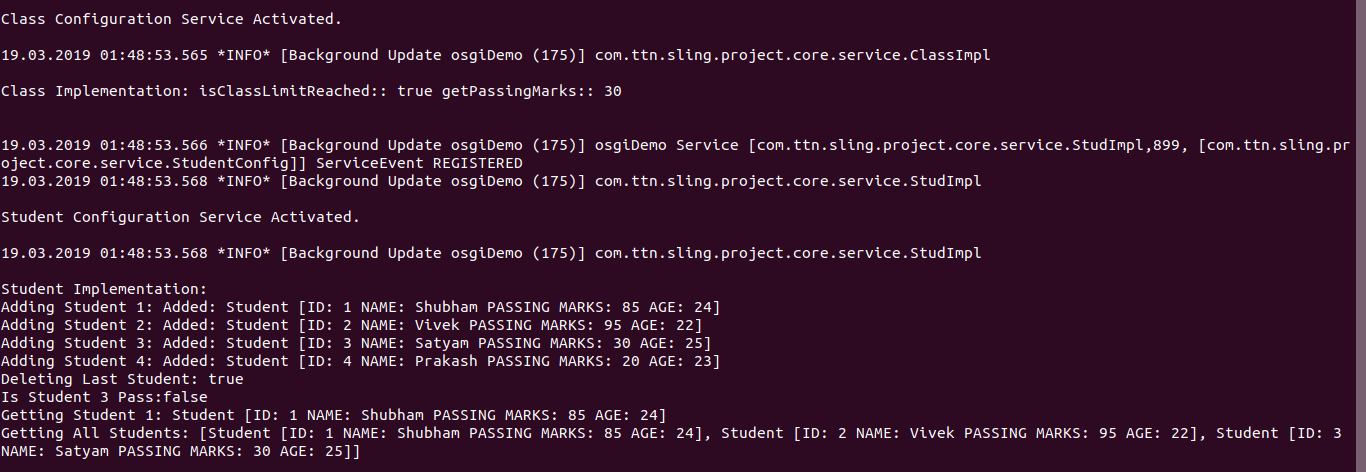 Class Configuration Service Activated.
19.03.2019 01:48:53.565 *INFO* [Background Update osgiDemo (175)] com.ttn.sling.project.core.service.ClassImpl
Class Implementation: isClassLimitReached:: true getPassingMarks:: 30
19.03.2019 01:48:53.566 *INFO* [Background Update osgiDemo (175)] osgiDemo Service [com.ttn.sling.project.core.service.StudImpl,899, [com.ttn.sling.pr
oject.core.service.StudentConfig]] ServiceEvent REGISTERED
19.03.2019 01:48:53.568 *INFO* [Background Update osgiDemo (175)] com.ttn.sling.project.core.service.StudImpl
Student Configuration Service Activated.
19.03.2019 01:48:53.568 *INFO* [Background Update osgiDemo (175)] com.ttn.sling.project.core.service.StudImpl
Student Implementation:
Adding Student 1: Added: Student [ID: 1 NAME: Shubham PASSING MARKS: 85 AGE: 24]
Adding Student 2: Added: Student [ID: 2 NAME: Vivek PASSING MARKS: 95 AGE: 22]
Adding Student 3: Added: Student [ID: 3 NAME: Satyam PASSING MARKS: 30 AGE: 25]
Adding Student 4: Added: Student [ID: 4 NAME: Prakash PASSING MARKS: 20 AGE: 23]
Deleting Last Student: true
Is Student 3 Pass:false
Getting Student 1: Student [ID: 1 NAME: Shubham PASSING MARKS: 85 AGE: 24]
Getting All Students: [Student [ID: 1 NAME: Shubham PASSING MARKS: 85 AGE: 24], Student [ID: 2 NAME: Vivek PASSING MARKS: 95 AGE: 22], Student [ID: 3
NAME: Satyam PASSING MARKS: 30 AGE: 25]]